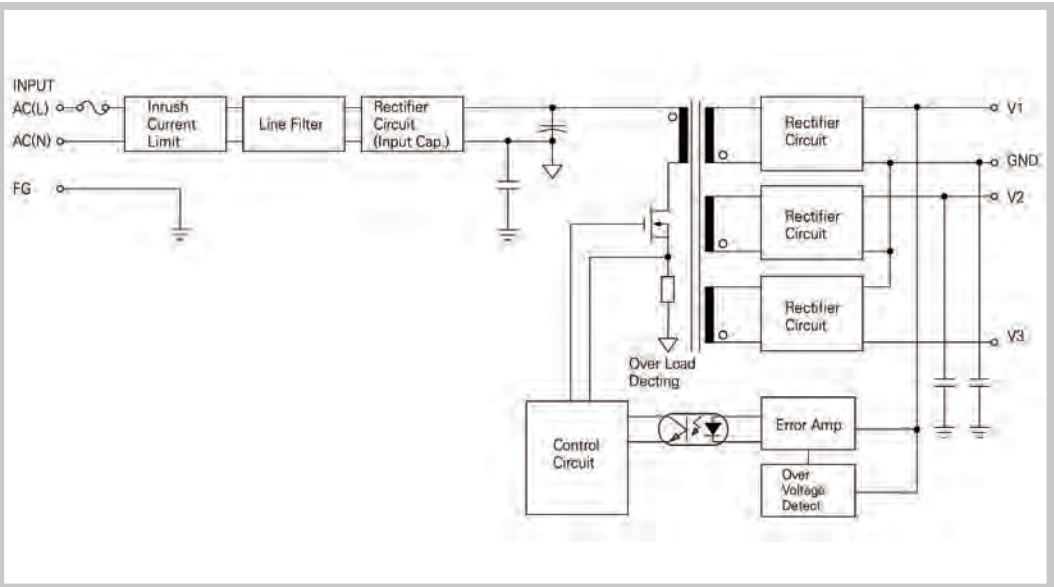 INPUT
AC(L)
AC(N)
FG
Inrush
Current
Limit
Line Filter
Rectifier
Circuit
(Input Cap.)
Rectifier
Circuit
Rectifier
Circuit
Rectifier
Circuit
V1
GND
V2
V3
Over Load
Decting
Control
Circuit
Error Amp
Over
Voltage
Detect